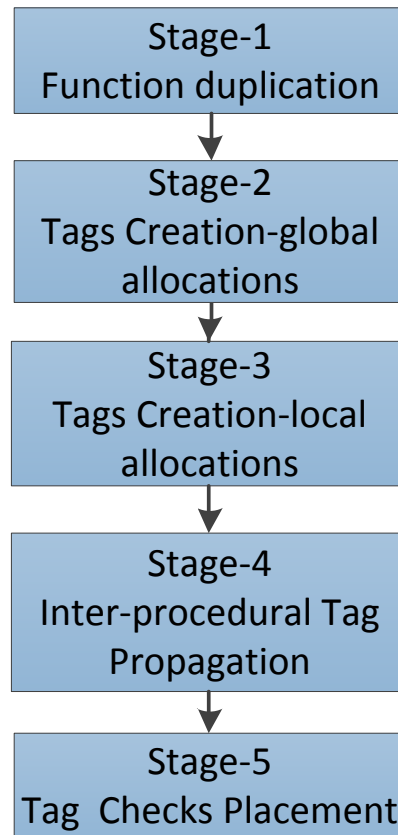 Stage-1
Function duplication
Stage-2
Tags Creation-global
allocations
Stage-3
Tags Creation-local
allocations
Stage-4
Inter-procedural Tag
Propagation
Stage-5
Tag  Checks Placement